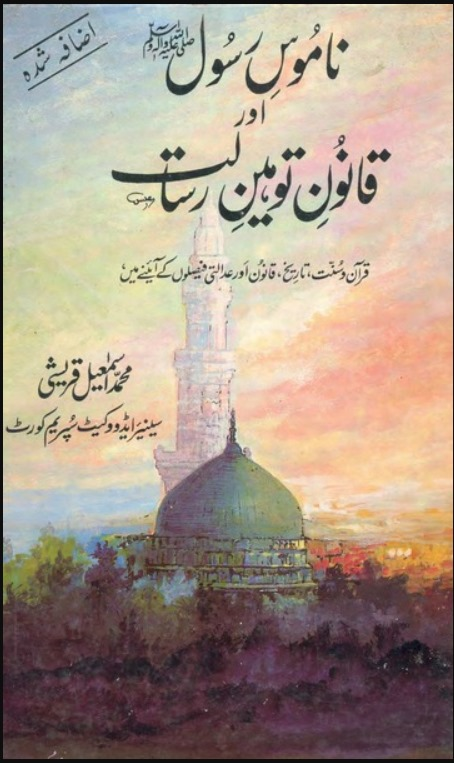 اضافہ شدہ
ناموسِ رسول صلی اللہ علیہ وآلہ وسلم
اور
قانونِ توہینِ رسالت
قرآن و سنت، تاریخ، قانون اور عدالتی فیصلوں کے آئینے میں
محمد اسمٰعیل قریشی
سینیئر ایڈووکیٹ سپریم کورٹ